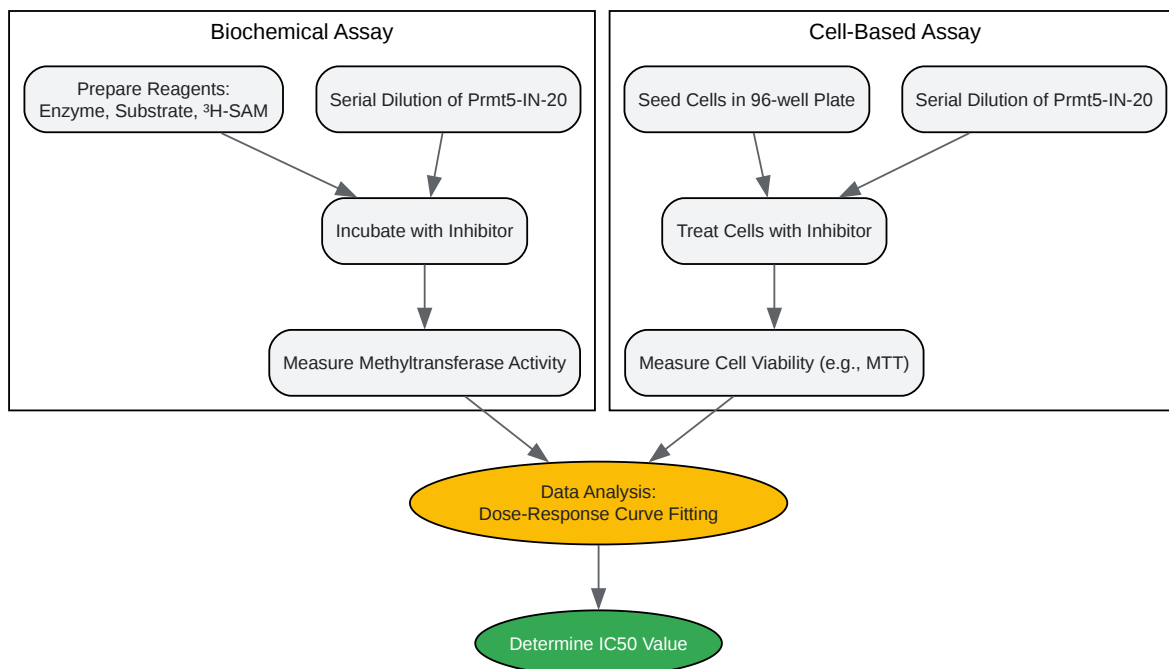 Biochemical Assay
Prepare Reagents:
Enzyme, Substrate, ³H-SAM
Serial Dilution of Prmt5-IN-20
Incubate with Inhibitor
Measure Methyltransferase Activity
Cell-Based Assay
Seed Cells in 96-well Plate
Serial Dilution of Prmt5-IN-20
Treat Cells with Inhibitor
Measure Cell Viability (e.g., MTT)
Data Analysis:
Dose-Response Curve Fitting
Determine IC50 Value